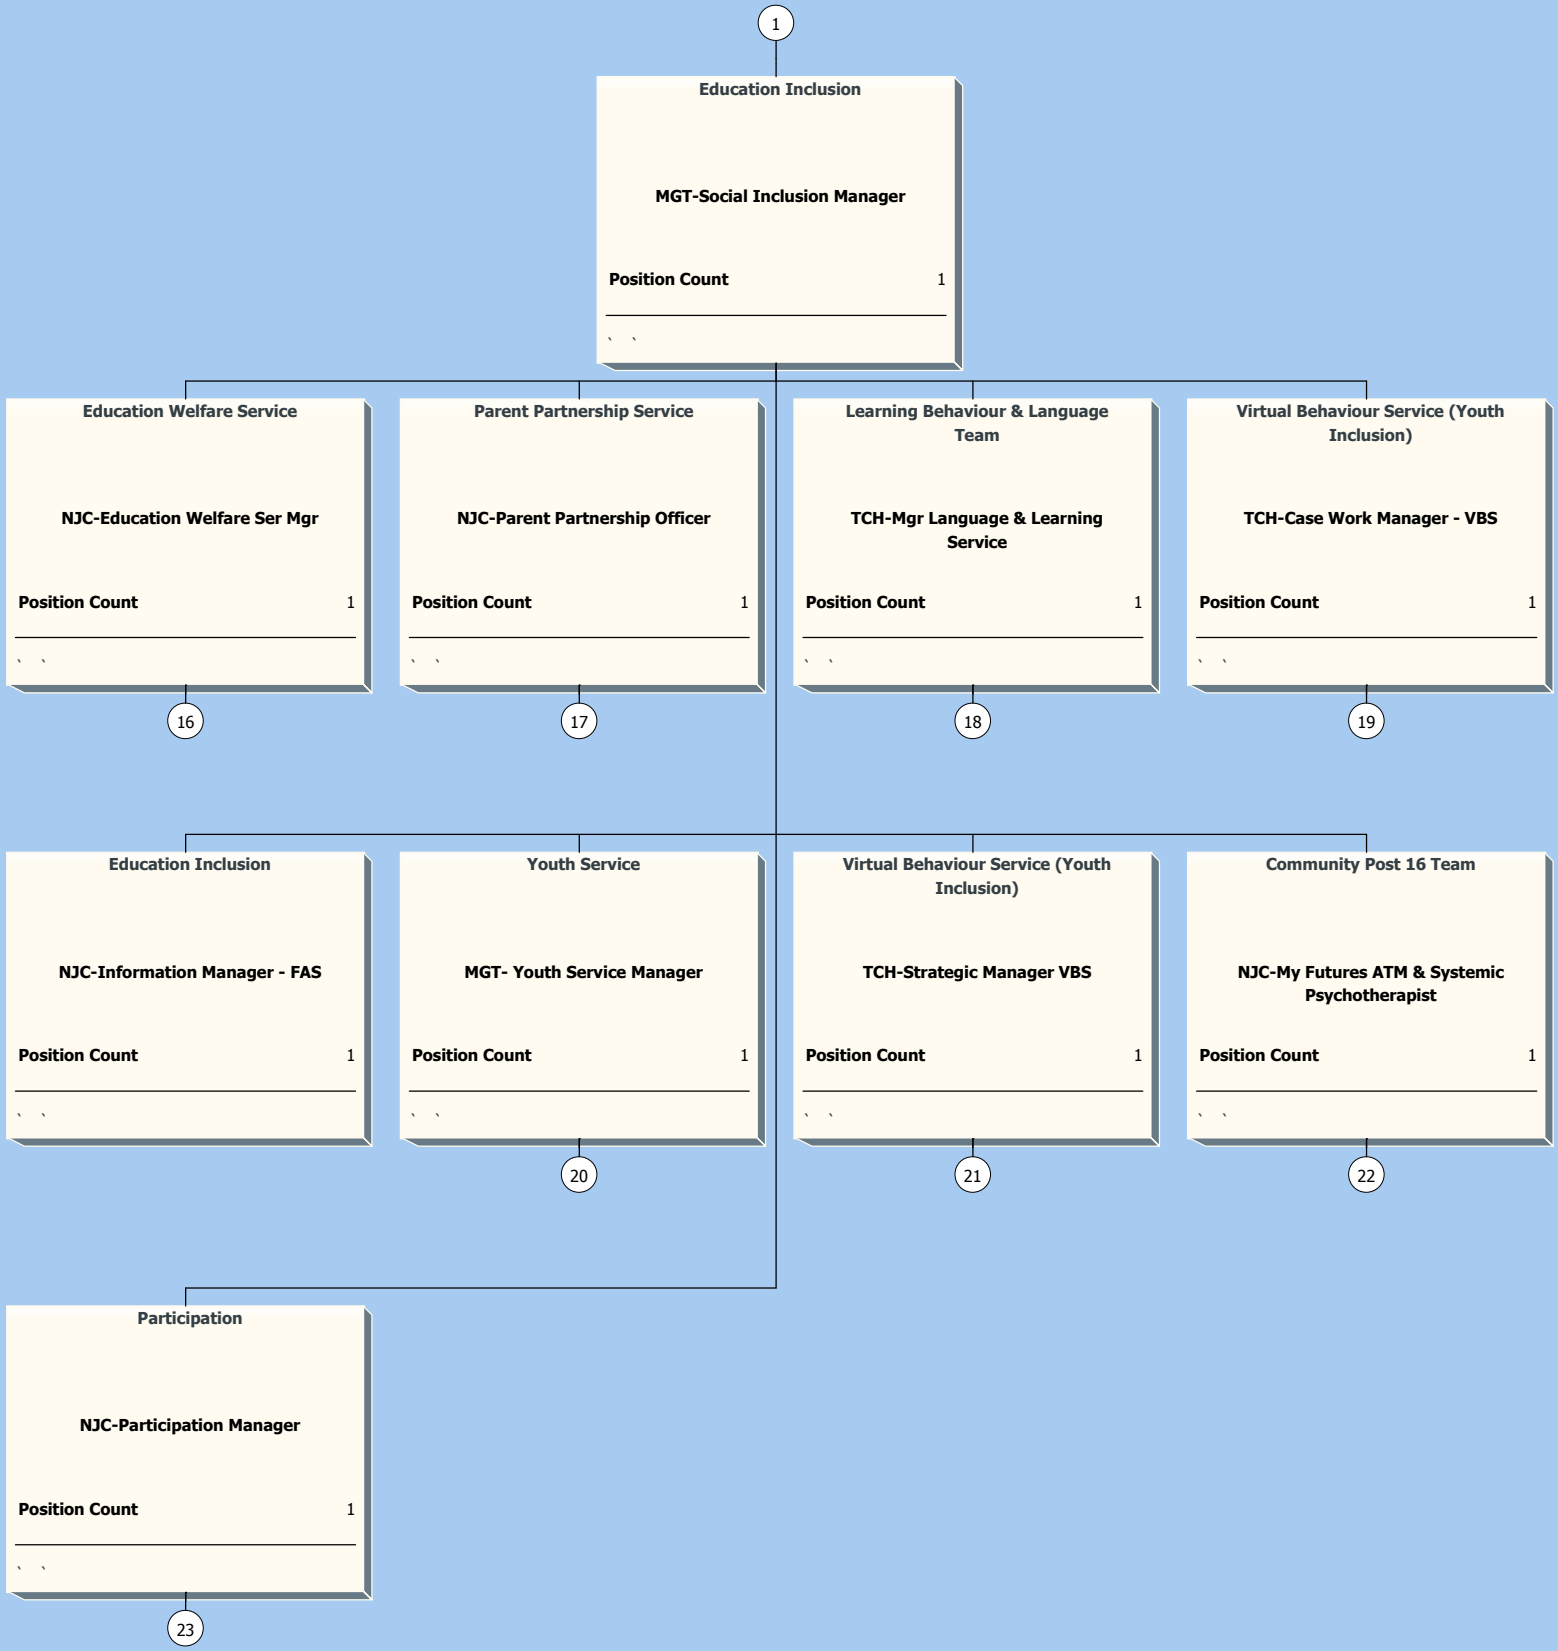 1
Education Inclusion
MGT-Social Inclusion Manager
Position Count 1
` `
Education Welfare Service
NJC-Education Welfare Ser Mgr
Position Count 1
` `
16
Parent Partnership Service
NJC-Parent Partnership Officer
Position Count 1
` `
17
Learning Behaviour & Language
Team
TCH-Mgr Language & Learning
Service
Position Count 1
` `
18
Virtual Behaviour Service (Youth
Inclusion)
TCH-Case Work Manager - VBS
Position Count 1
` `
19
Education Inclusion
NJC-Information Manager - FAS
Position Count 1
` `
Youth Service
MGT- Youth Service Manager
Position Count 1
` `
20
Virtual Behaviour Service (Youth
Inclusion)
TCH-Strategic Manager VBS
Position Count 1
` `
21
Community Post 16 Team
NJC-My Futures ATM & Systemic
Psychotherapist
Position Count 1
` `
22
Participation
NJC-Participation Manager
Position Count 1
` `
23